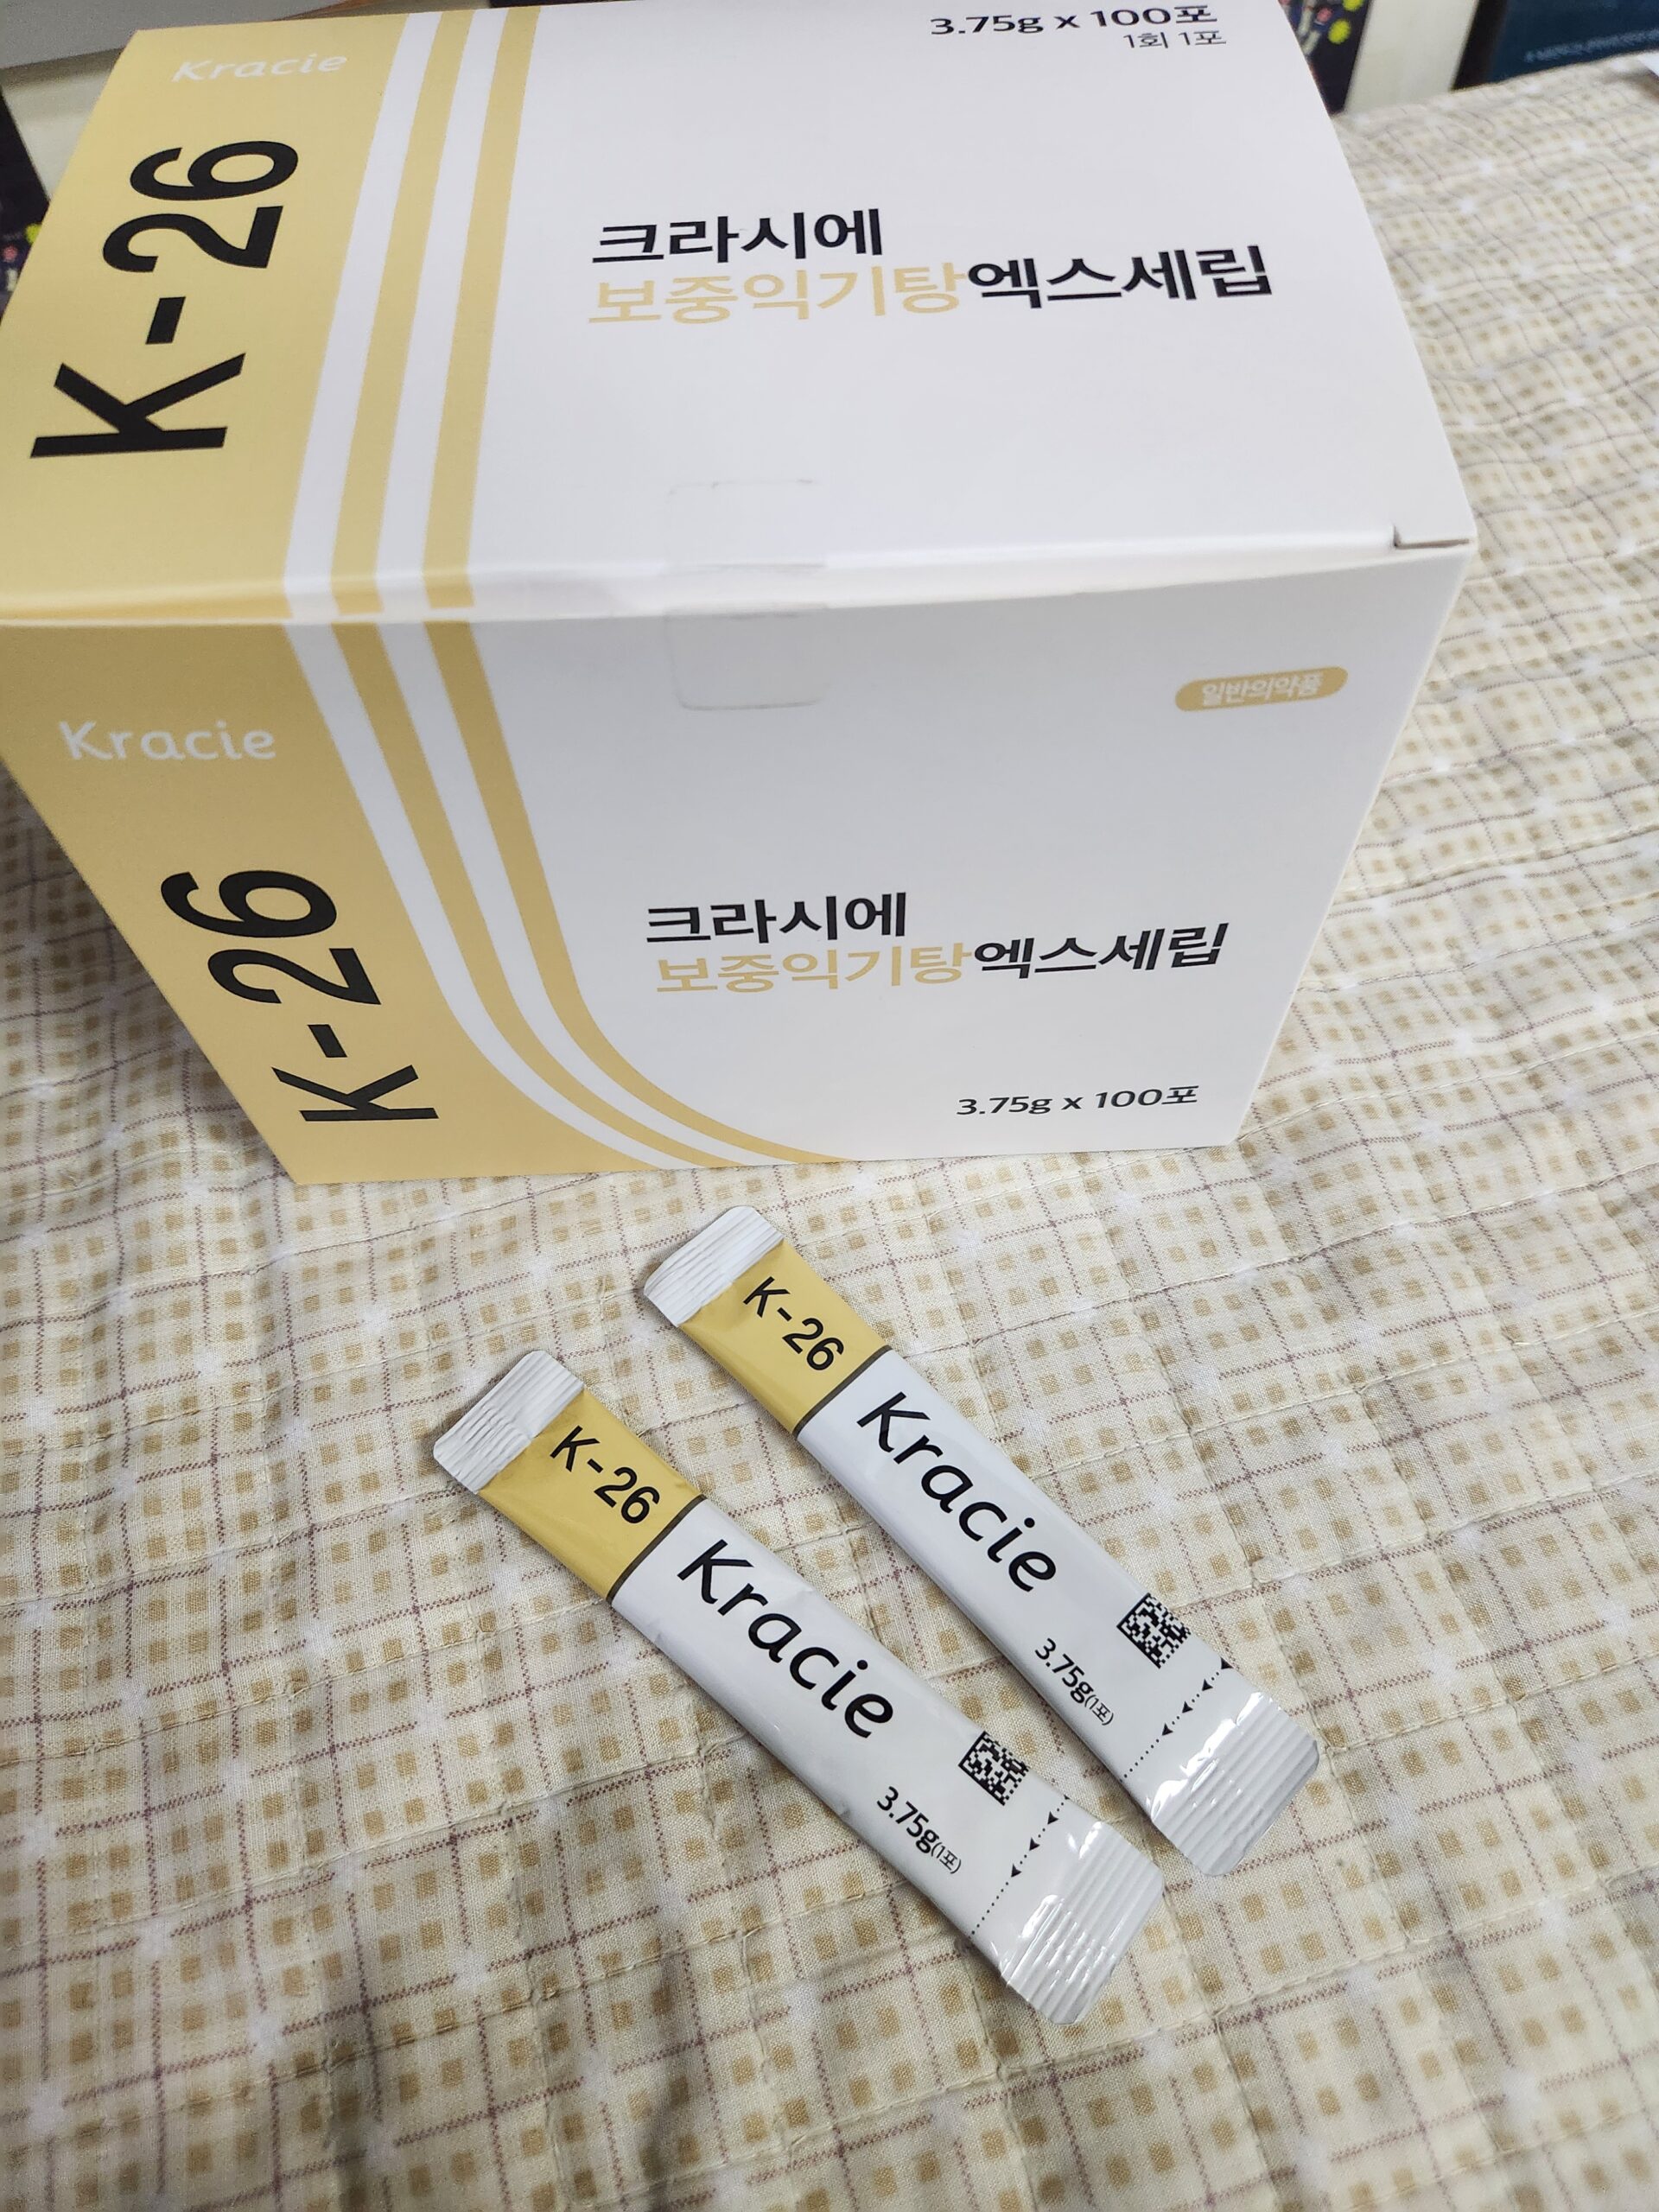 Kracie
K-26
3.75g x 100포
1회 1포
크라시에
보중익기탕엑스세립
일반의약품
Kracie
K-26
크라시에
보중익기탕엑스세립
3.75g x 100포
K-26
Kracie
3.75g(1포)
K-26
Kracie
3.75g(1포)